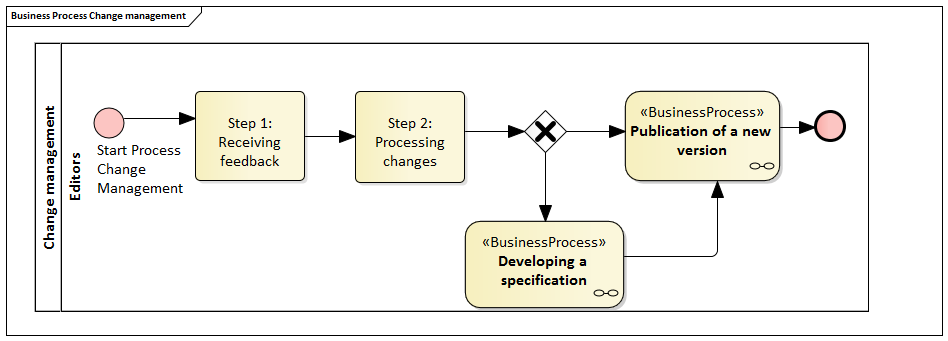 Business Process Change management
Change management
Editors
Start Process
Change
Management
Step 1:
Receiving
feedback
Step 2:
Processing
changes
«BusinessProcess»
Publication of a new
version
«BusinessProcess»
Developing a
specification